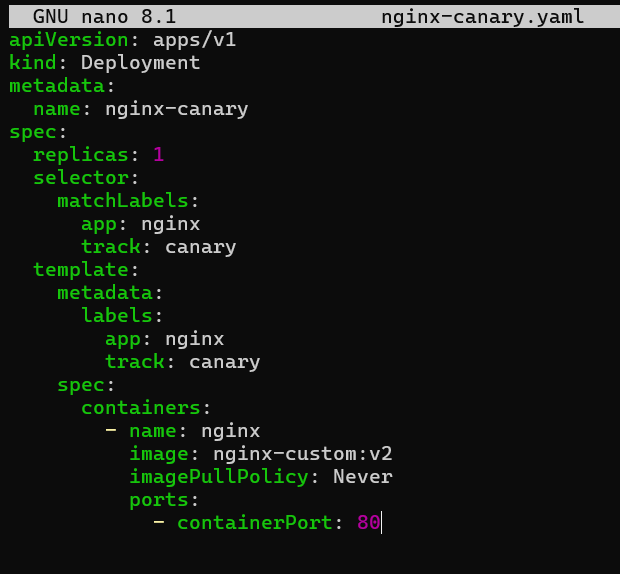 GNU nano 8.1 nginx-canary.yaml
apiVersion: apps/v1
kind: Deployment
metadata:
  name: nginx-canary
spec:
  replicas: 1
  selector:
    matchLabels:
      app: nginx
      track: canary
  template:
    metadata:
      labels:
        app: nginx
        track: canary
    spec:
      containers:
        - name: nginx
          image: nginx-custom:v2
          imagePullPolicy: Never
          ports:
            - containerPort: 80